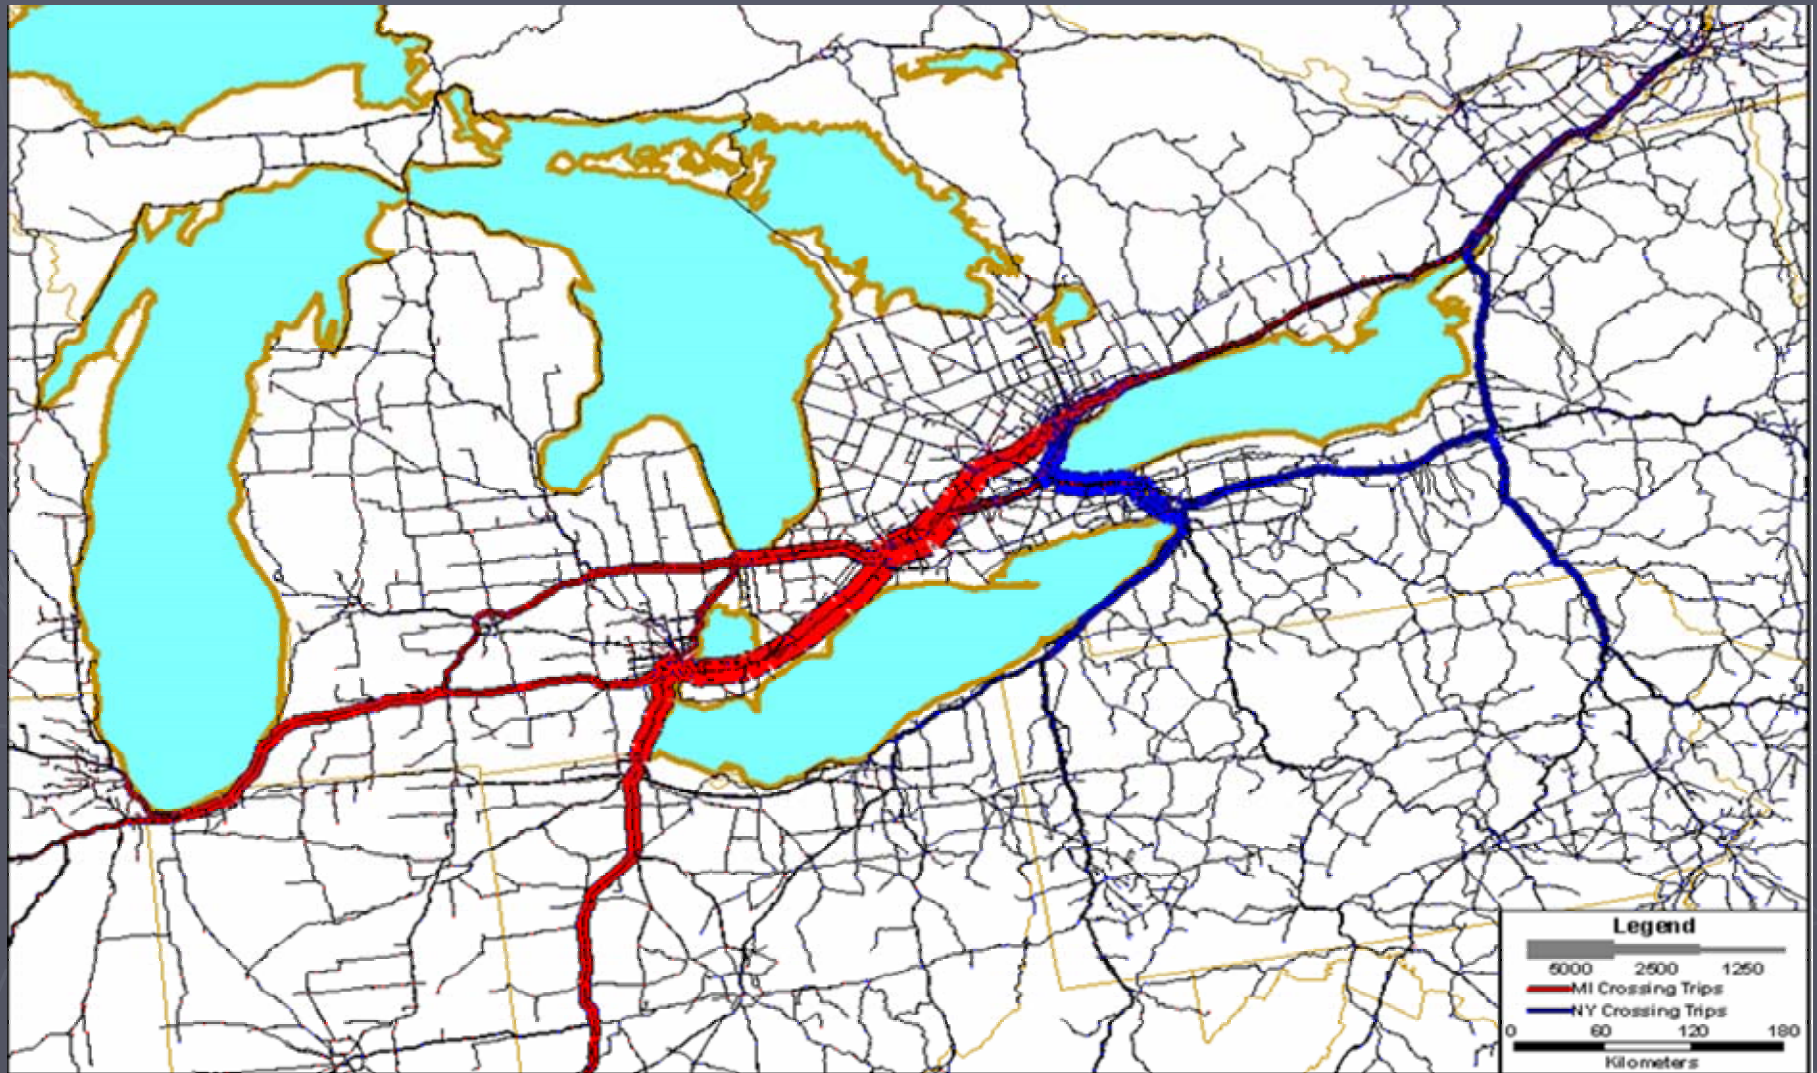 Legend
5000 2500 1250
MI Crossing Trips
NY Crossing Trips
0 60 120 180
Kilometers